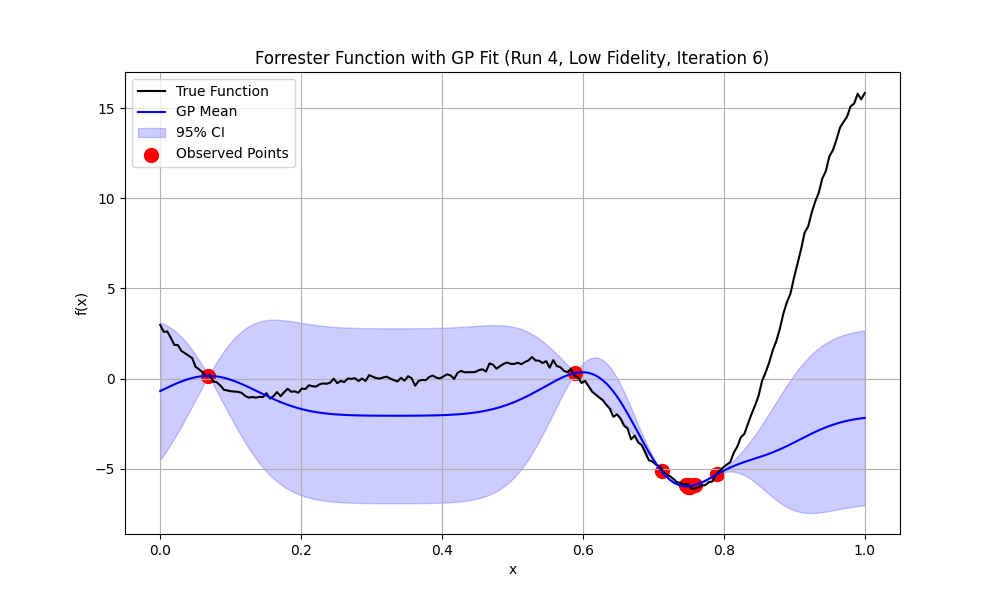 Forrester Function with GP Fit (Run 4, Low Fidelity, Iteration 6)
True Function
GP Mean
95% CI
Observed Points
f(x)
15
10
5
0
−5
0.0 0.2 0.4 0.6 0.8 1.0
x